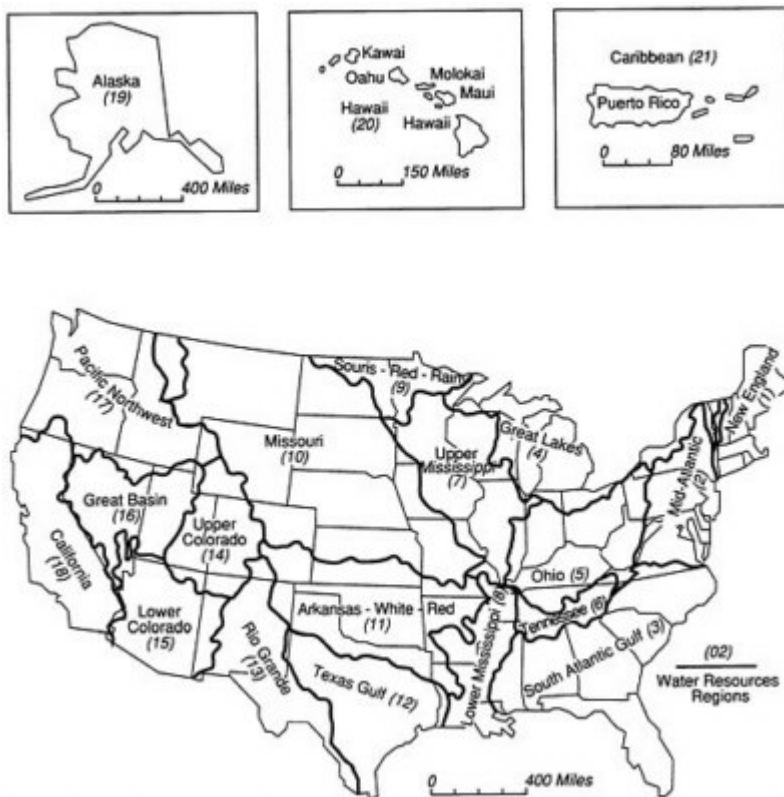 Alaska
(19)
0 400 Miles
Kawai
Oahu
Molokai
Maui
Hawaii
(20)
Hawaii
0 150 Miles
Caribbean (21)
Puerto Rico
0 80 Miles
Pacific Northwest
(17)
Souris - Red - Rainy
(9)
New England
(1)
Missouri
(10)
Great Lakes
(4)
Upper
Mississippi
(7)
Mid-Atlantic
(2)
Great Basin
(16)
Upper
Colorado
(14)
California
(18)
Ohio (5)
Lower
Colorado
(15)
Arkansas - White - Red
(11)
Tennessee (6)
Lower Mississippi (8)
Rio Grande
(13)
Texas Gulf (12)
South Atlantic Gulf (3)
(02)
Water Resources
Regions
0 400 Miles